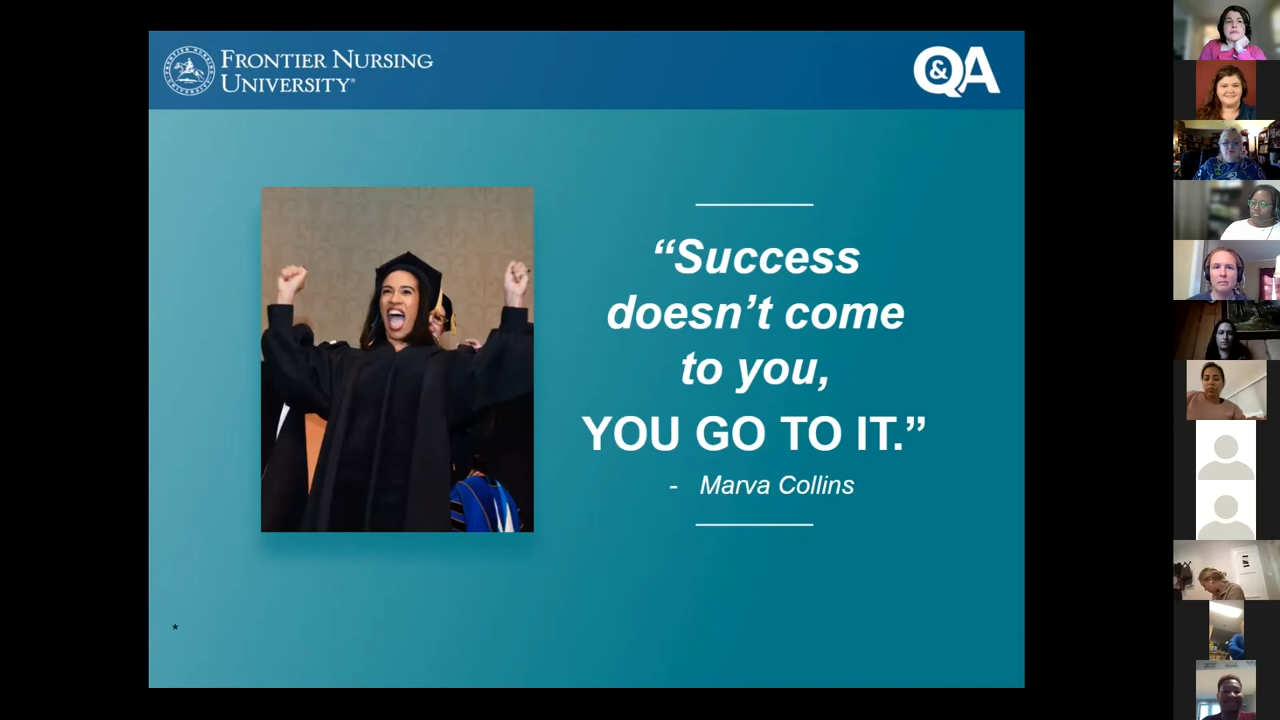 FRONTIER NURSING
UNIVERSITY®
Q&A
“Success
doesn’t come
to you,
YOU GO TO IT.”
- Marva Collins
*